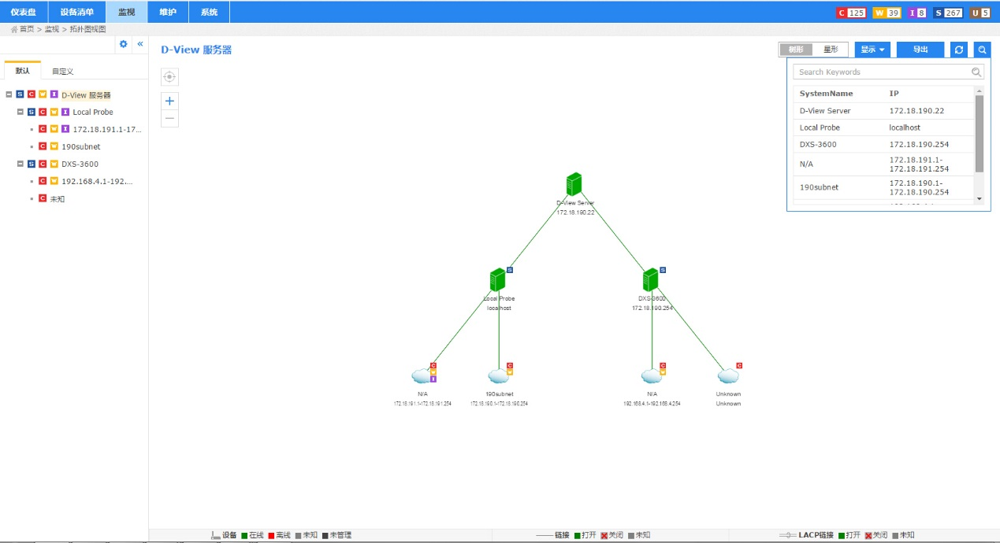 仪表盘 设备清单 监视 维护 系统 C 125 W 39 I 8 S 267 U 5
首页 > 监视 > 拓扑图视图
«
默认 自定义
S C W I D-View 服务器
S C W I Local Probe
C W I 172.18.191.1-17...
C W 190subnet
S C W DXS-3600
C W 192.168.4.1-192....
C 未知
D-View 服务器
树形 星形 显示 导出
Search Keywords
SystemName IP
D-View Server 172.18.190.22
Local Probe localhost
DXS-3600 172.18.190.254
N/A 172.18.191.1-
172.18.191.254
190subnet 172.18.190.1-
172.18.190.254
D-View Server
172.18.190.22
S
Local Probe
localhost
S
DXS-3600
172.18.190.254
C
W
I
N/A
172.18.191.1-172.18.191.254
C
W
190subnet
172.18.190.1-172.18.190.254
C
W
N/A
192.168.4.1-192.168.4.254
C
Unknown
Unknown
设备 在线 离线 未知 未管理 链接 打开 关闭 未知 LACP链接 打开 关闭 未知